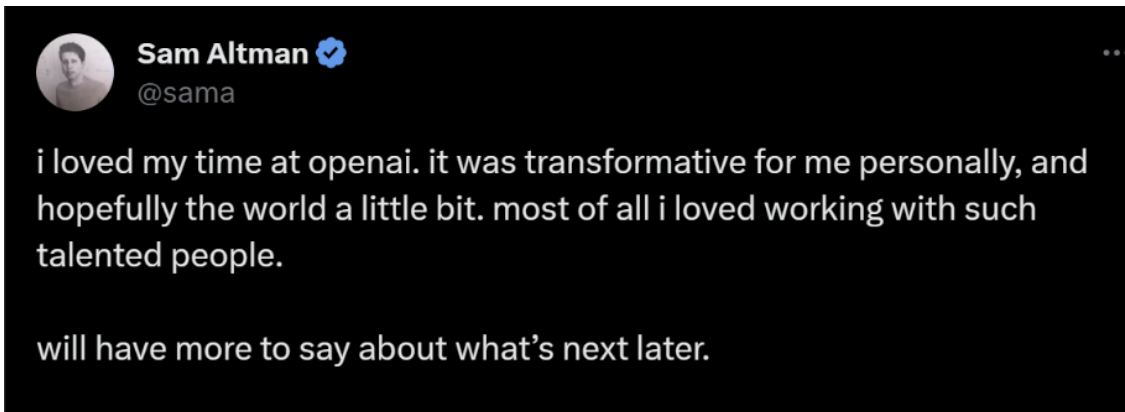 Sam Altman
@sama
i loved my time at openai. it was transformative for me personally, and
hopefully the world a little bit. most of all i loved working with such
talented people.
will have more to say about what’s next later.